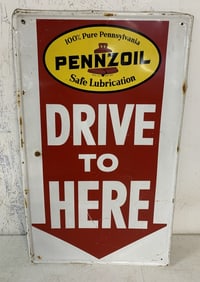 100% Pure Pennsylvania
PENNZOIL
Safe Lubrication
DRIVE
TO
HERE